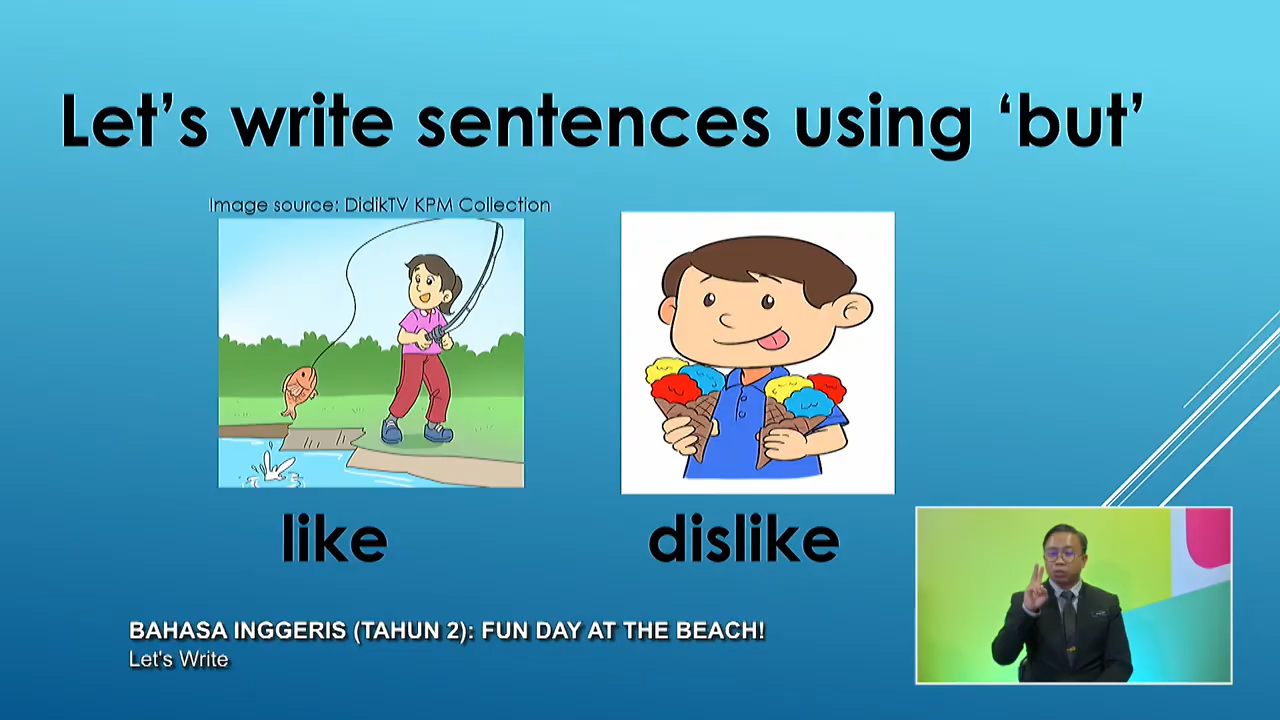 Let's write sentences using ‘but’
Image source: DidikTV KPM Collection
like
dislike
BAHASA INGGERIS (TAHUN 2): FUN DAY AT THE BEACH!
Let's Write